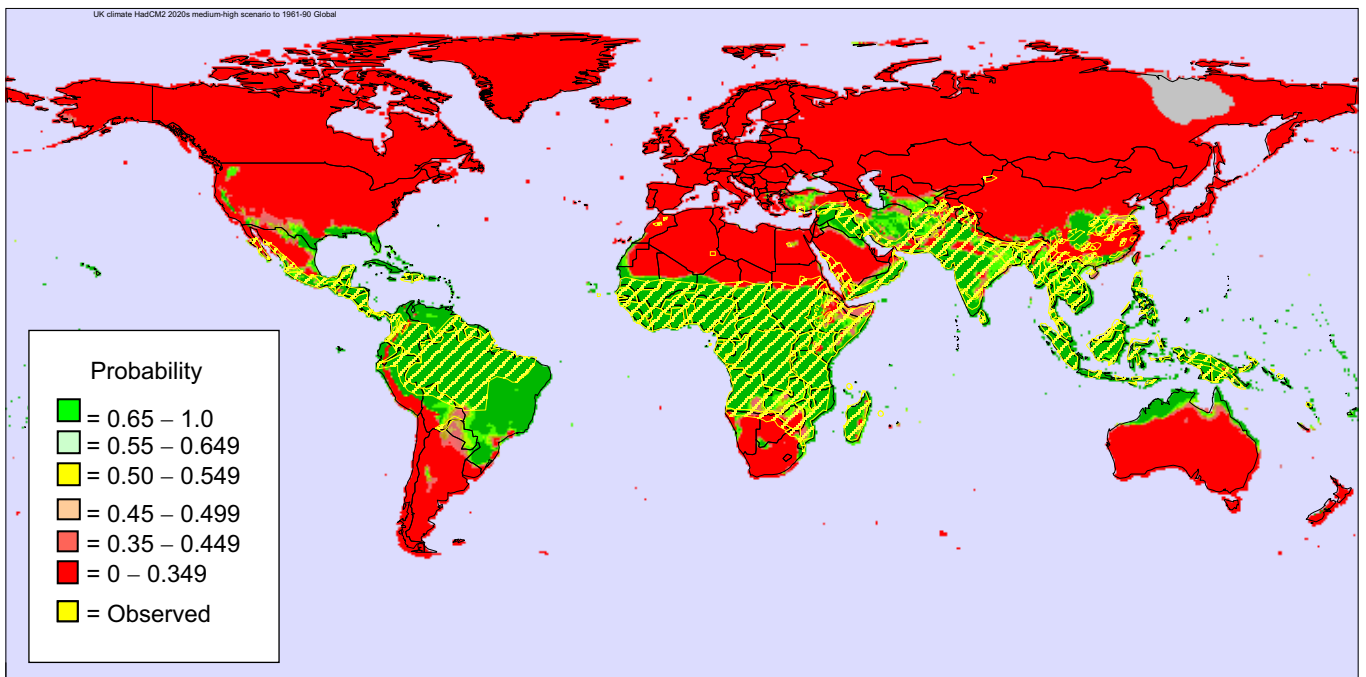 UK climate HadCM2 2020s medium-high scenario to 1961-90 Global
Probability
= 0.65 – 1.0
= 0.55 – 0.649
= 0.50 – 0.549
= 0.45 – 0.499
= 0.35 – 0.449
= 0 – 0.349
= Observed